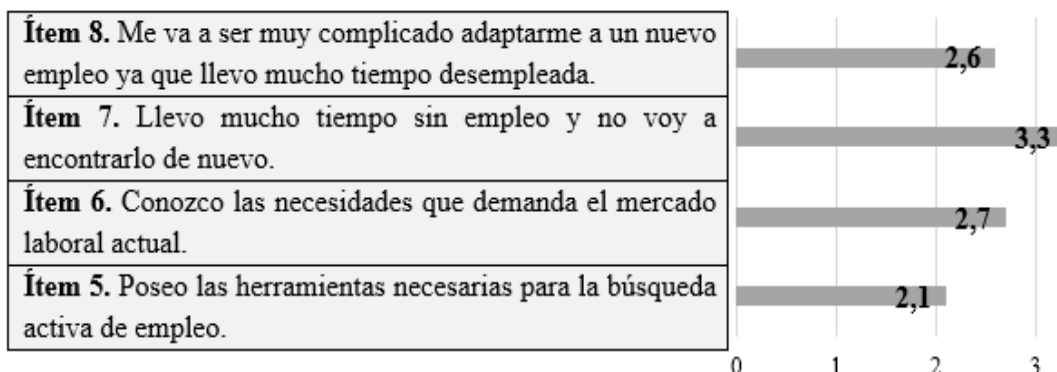 Ítem 8. Me va a ser muy complicado adaptarme a un nuevo
empleo ya que llevo mucho tiempo desempleada.
2,6
Ítem 7. Llevo mucho tiempo sin empleo y no voy a
encontrarlo de nuevo.
3,3
Ítem 6. Conozco las necesidades que demanda el mercado
laboral actual.
2,7
Ítem 5. Poseo las herramientas necesarias para la búsqueda
activa de empleo.
2,1
0 1 2 3